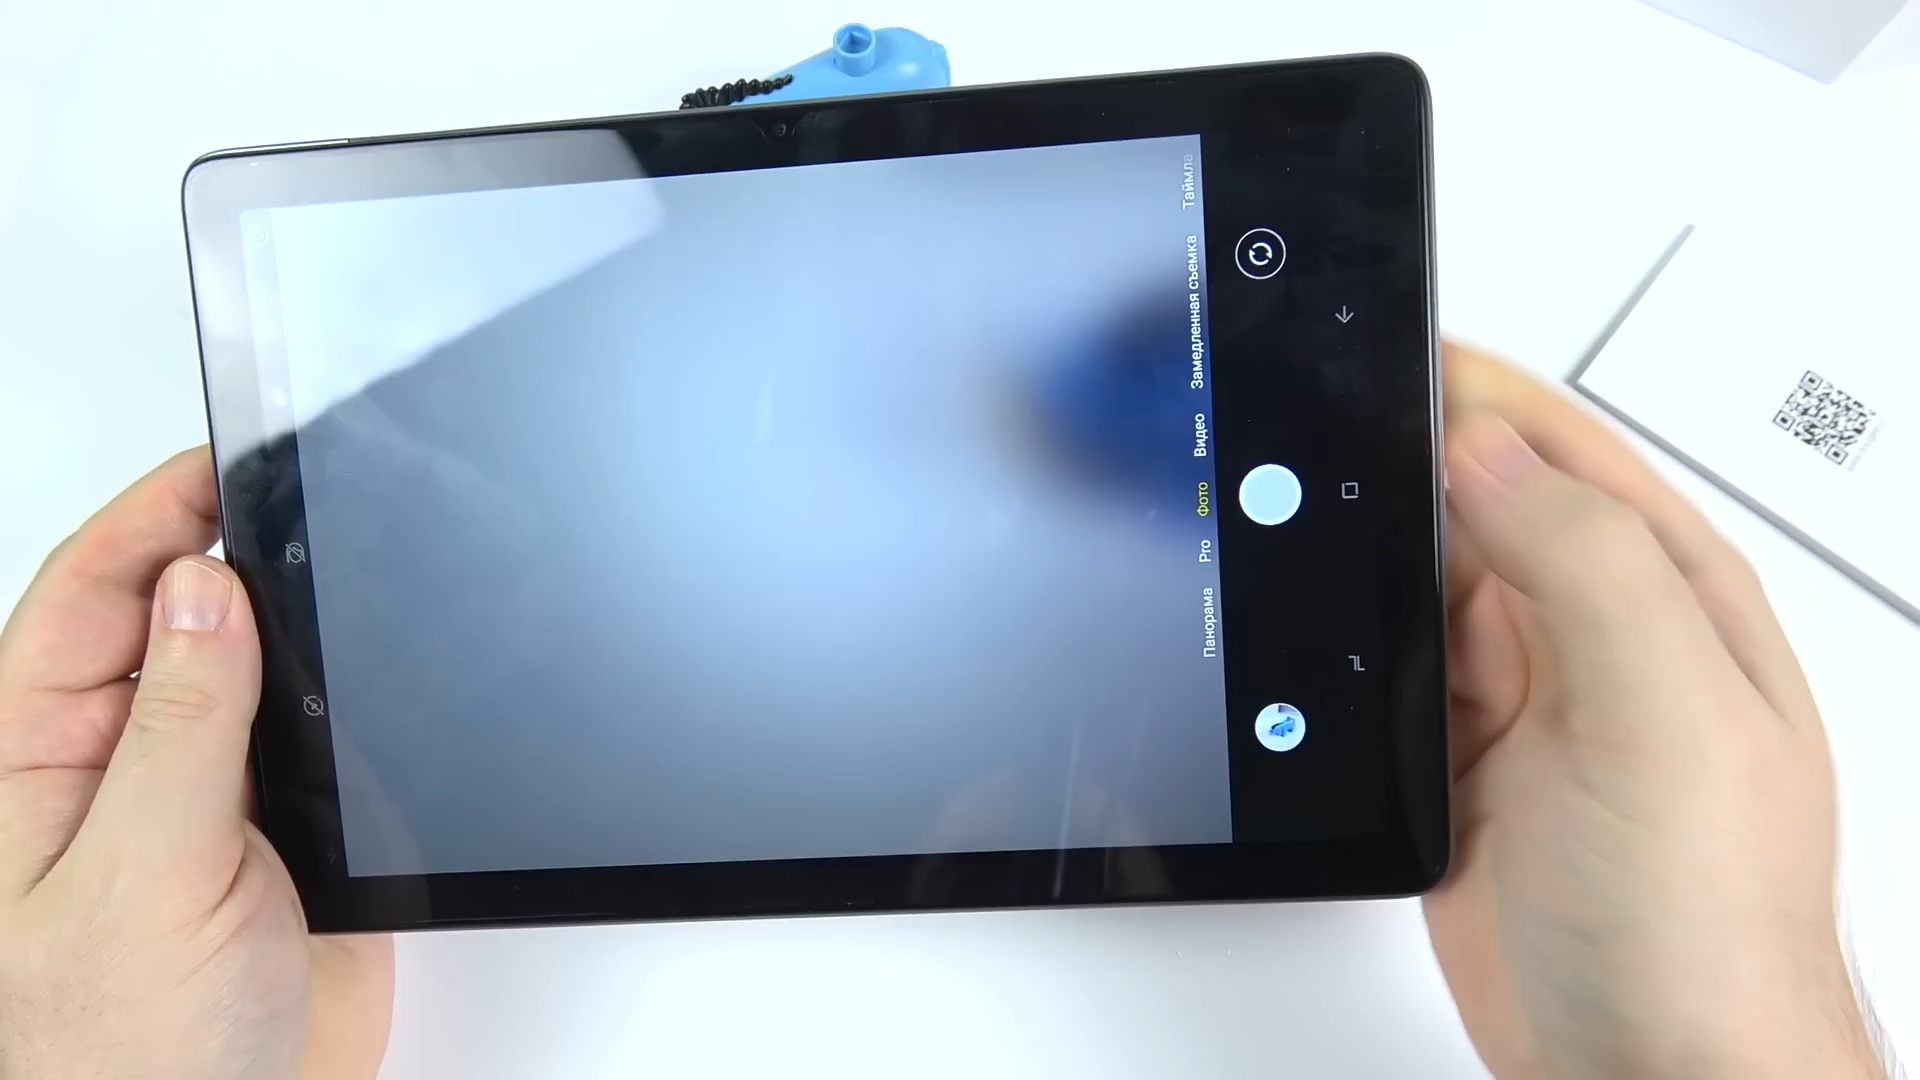 Панорама
Pro
Фото
Видео
Замедленная съемка
Таймла